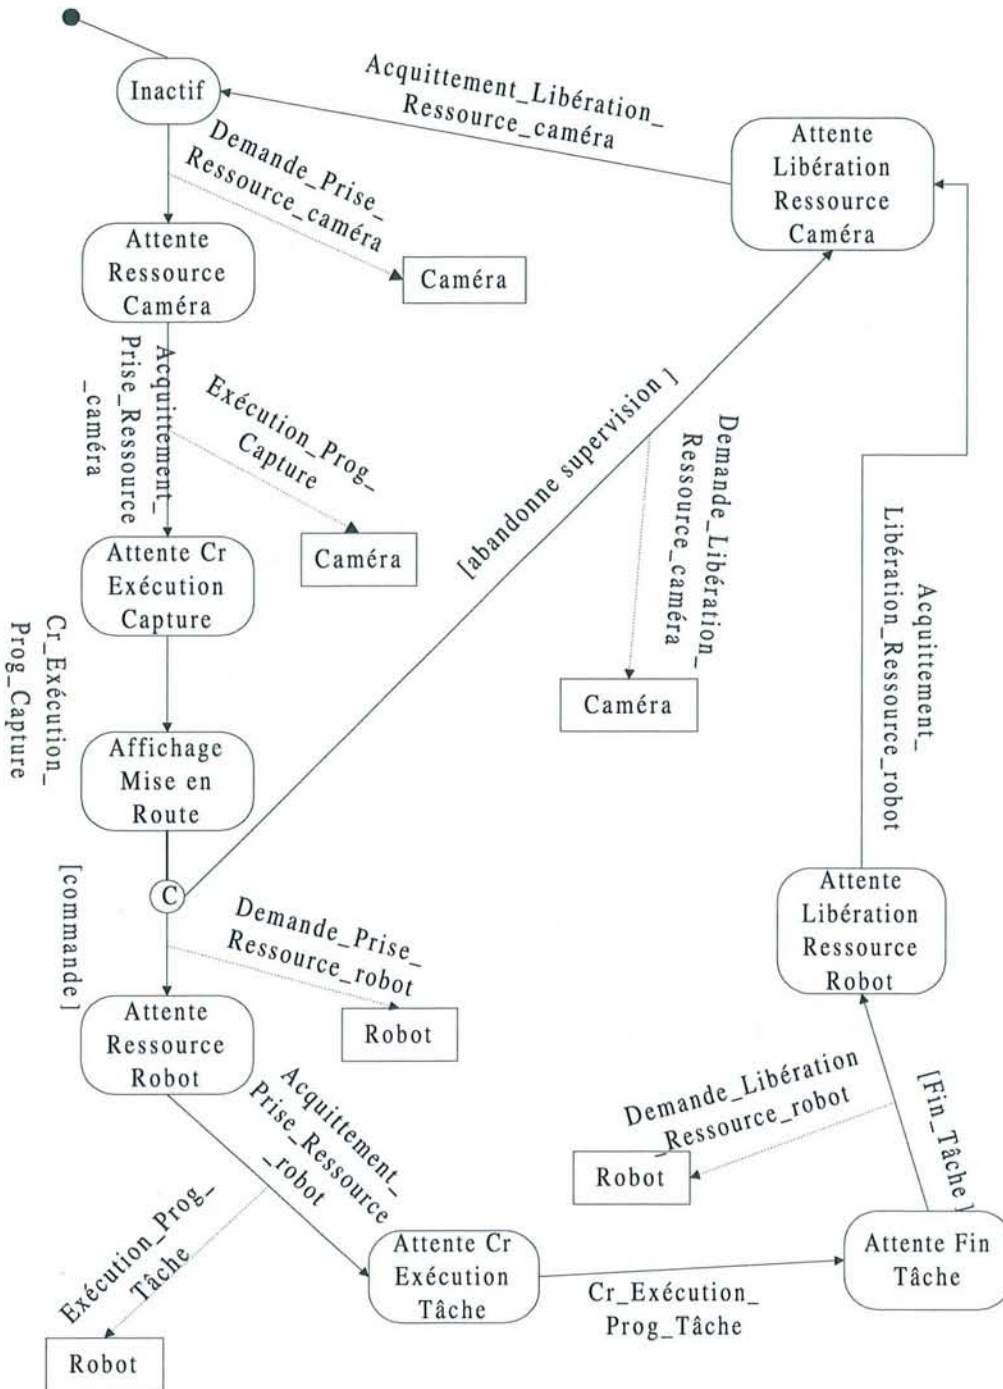 Inactif
Acquittement_Libération_
Ressource_caméra
Attente
Libération
Ressource
Caméra
Demande_Prise_
Ressource_caméra
Attente
Ressource
Caméra
Caméra
Acquittement_
Prise_Ressource
_caméra
Exécution_Prog_
Capture
Caméra
[abandonne supervision ]
Demande_Libération_
Ressource_caméra
Caméra
Attente Cr
Exécution
Capture
Cr_Exécution_
Prog_Capture
Affichage
Mise en
Route
C
[commande ]
Demande_Prise_
Ressource_robot
Robot
Attente
Ressource
Robot
Acquittement_
Libération_Ressource_robot
Attente
Libération
Ressource
Robot
Acquittement_
Prise_Ressource
_robot
Exécution_Prog_
Tâche
Robot
Demande_Libération
_Ressource_robot
Robot
[Fin_Tâche ]
Attente Cr
Exécution
Tâche
Cr_Exécution_
Prog_Tâche
Attente Fin
Tâche